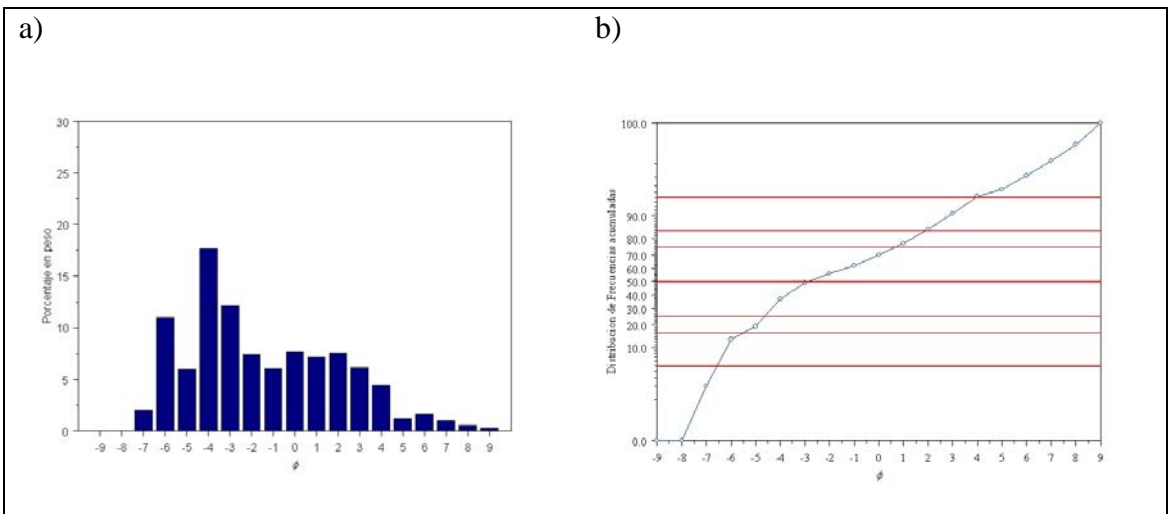 a)
30
25
20
15
10
5
0
Porcentaje en peso
-9 -8 -7 -6 -5 -4 -3 -2 -1 0 1 2 3 4 5 6 7 8 9
ϕ
b)
100.0
90.0
80.0
70.0
60.0
50.0
40.0
30.0
20.0
10.0
0.0
Distribucion de Frecuencias acumuladas
-9 -8 -7 -6 -5 -4 -3 -2 -1 0 1 2 3 4 5 6 7 8 9
ϕ